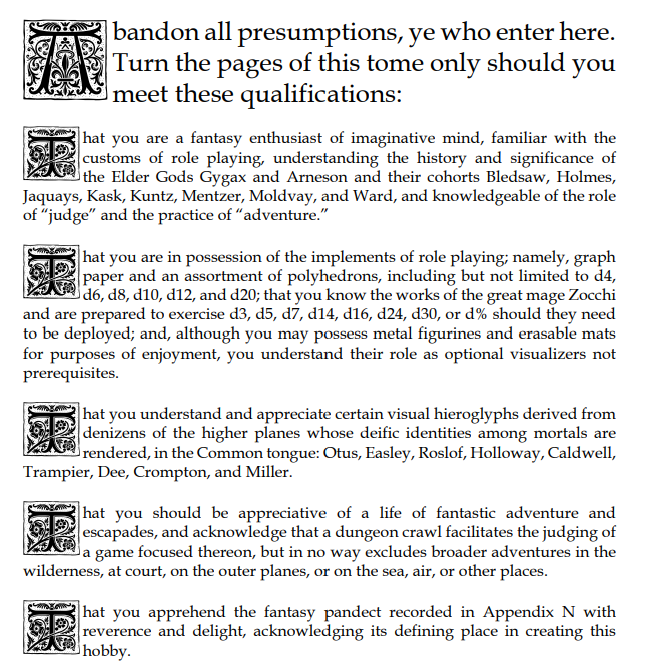 Abandon all presumptions, ye who enter here.
Turn the pages of this tome only should you
meet these qualifications:
That you are a fantasy enthusiast of imaginative mind, familiar with the
customs of role playing, understanding the history and significance of
the Elder Gods Gygax and Arneson and their cohorts Bledsaw, Holmes,
Jaquays, Kask, Kuntz, Mentzer, Moldvay, and Ward, and knowledgeable of the role
of “judge” and the practice of “adventure.”
That you are in possession of the implements of role playing; namely, graph
paper and an assortment of polyhedrons, including but not limited to d4,
d6, d8, d10, d12, and d20; that you know the works of the great mage Zocchi
and are prepared to exercise d3, d5, d7, d14, d16, d24, d30, or d% should they need
to be deployed; and, although you may possess metal figurines and erasable mats
for purposes of enjoyment, you understand their role as optional visualizers not
prerequisites.
That you understand and appreciate certain visual hieroglyphs derived from
denizens of the higher planes whose deific identities among mortals are
rendered, in the Common tongue: Otus, Easley, Roslof, Holloway, Caldwell,
Trampier, Dee, Crompton, and Miller.
That you should be appreciative of a life of fantastic adventure and
escapades, and acknowledge that a dungeon crawl facilitates the judging of
a game focused thereon, but in no way excludes broader adventures in the
wilderness, at court, on the outer planes, or on the sea, air, or other places.
That you apprehend the fantasy pandect recorded in Appendix N with
reverence and delight, acknowledging its defining place in creating this
hobby.